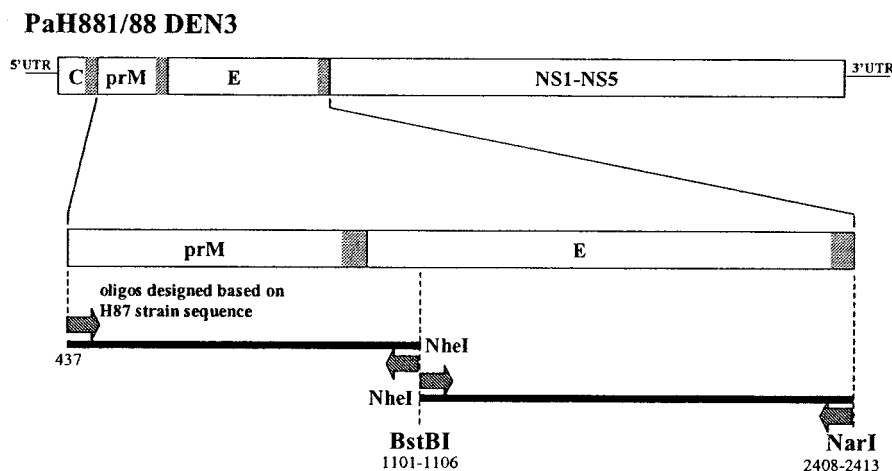 PaH881/88 DEN3
5'UTR
C
prM
E
NS1-NS5
3'UTR
prM
E
oligos designed based on
H87 strain sequence
437
NheI
NheI
BstBI
1101-1106
NarI
2408-2413